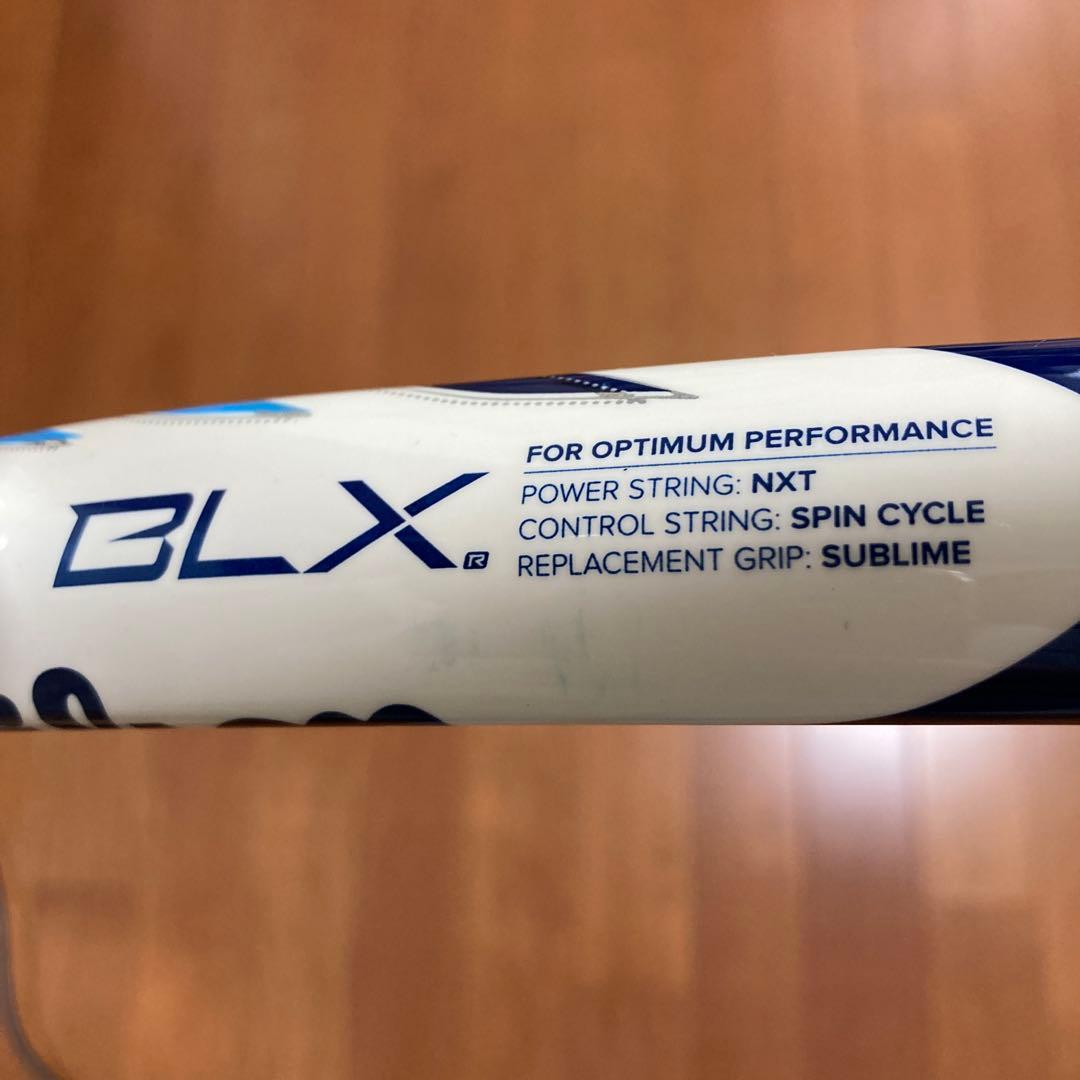 BLX®
FOR OPTIMUM PERFORMANCE
POWER STRING: NXT
CONTROL STRING: SPIN CYCLE
REPLACEMENT GRIP: SUBLIME